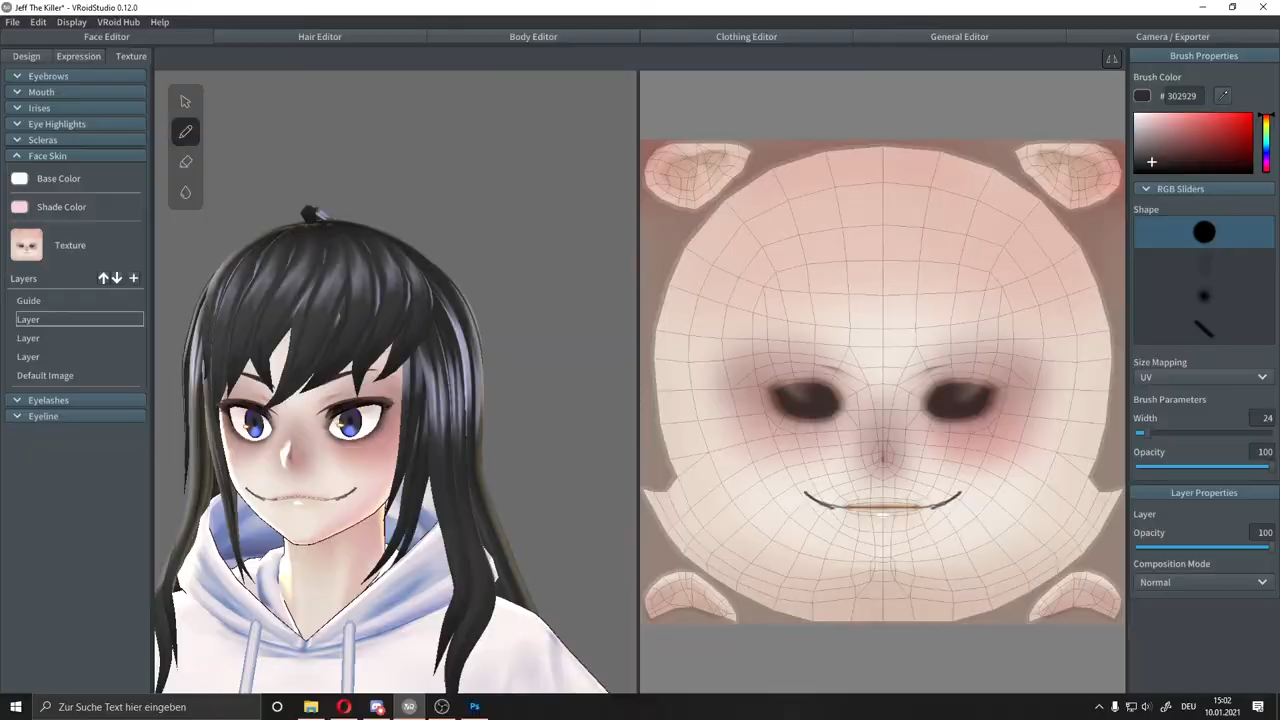 Jeff The Killer* - VRoidStudio 0.12.0
File Edit Display VRoid Hub Help
Face Editor Hair Editor Body Editor Clothing Editor General Editor Camera / Exporter
Design Expression Texture
Eyebrows
Mouth
Irises
Eye Highlights
Scleras
Face Skin
Base Color
Shade Color
Texture
Layers
Guide
Layer
Layer
Layer
Default Image
Eyelashes
Eyeline
Brush Properties
Brush Color
# 302929
RGB Sliders
Shape
Size Mapping
UV
Brush Parameters
Width 24
Opacity 100
Layer Properties
Layer
Opacity 100
Composition Mode
Normal
Zur Suche Text hier eingeben
Ps
DEU
15:02
10.01.2021